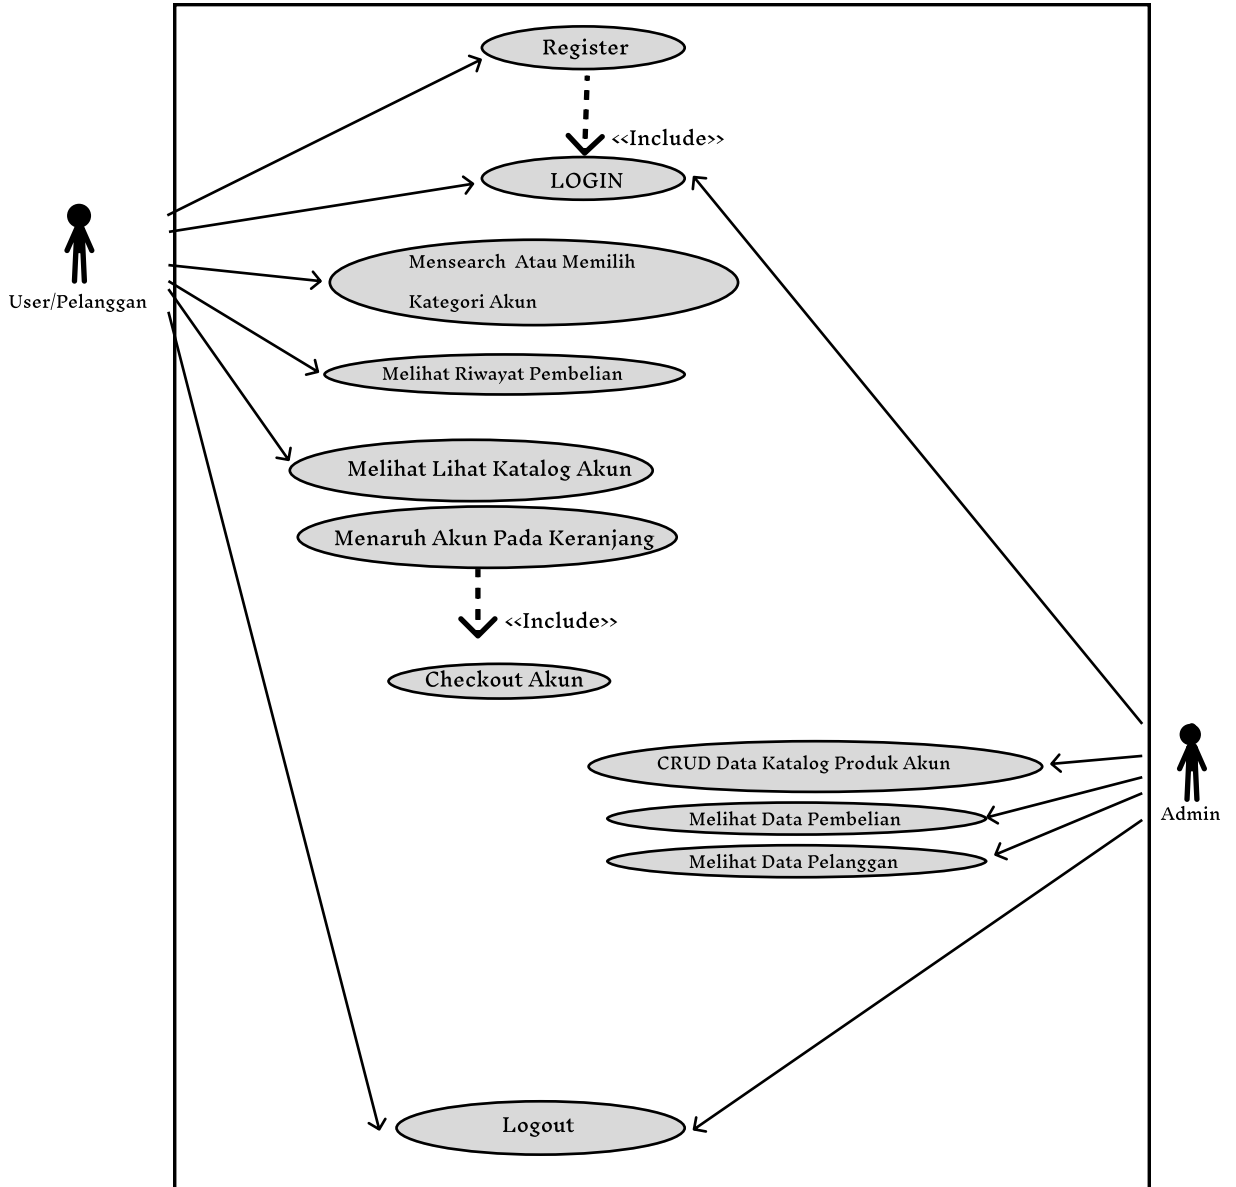 Register
<<Include>>
LOGIN
User/Pelanggan
Mensearch Atau Memilih
Kategori Akun
Melihat Riwayat Pembelian
Melihat Lihat Katalog Akun
Menaruh Akun Pada Keranjang
<<Include>>
Checkout Akun
CRUD Data Katalog Produk Akun
Melihat Data Pembelian
Admin
Melihat Data Pelanggan
Logout